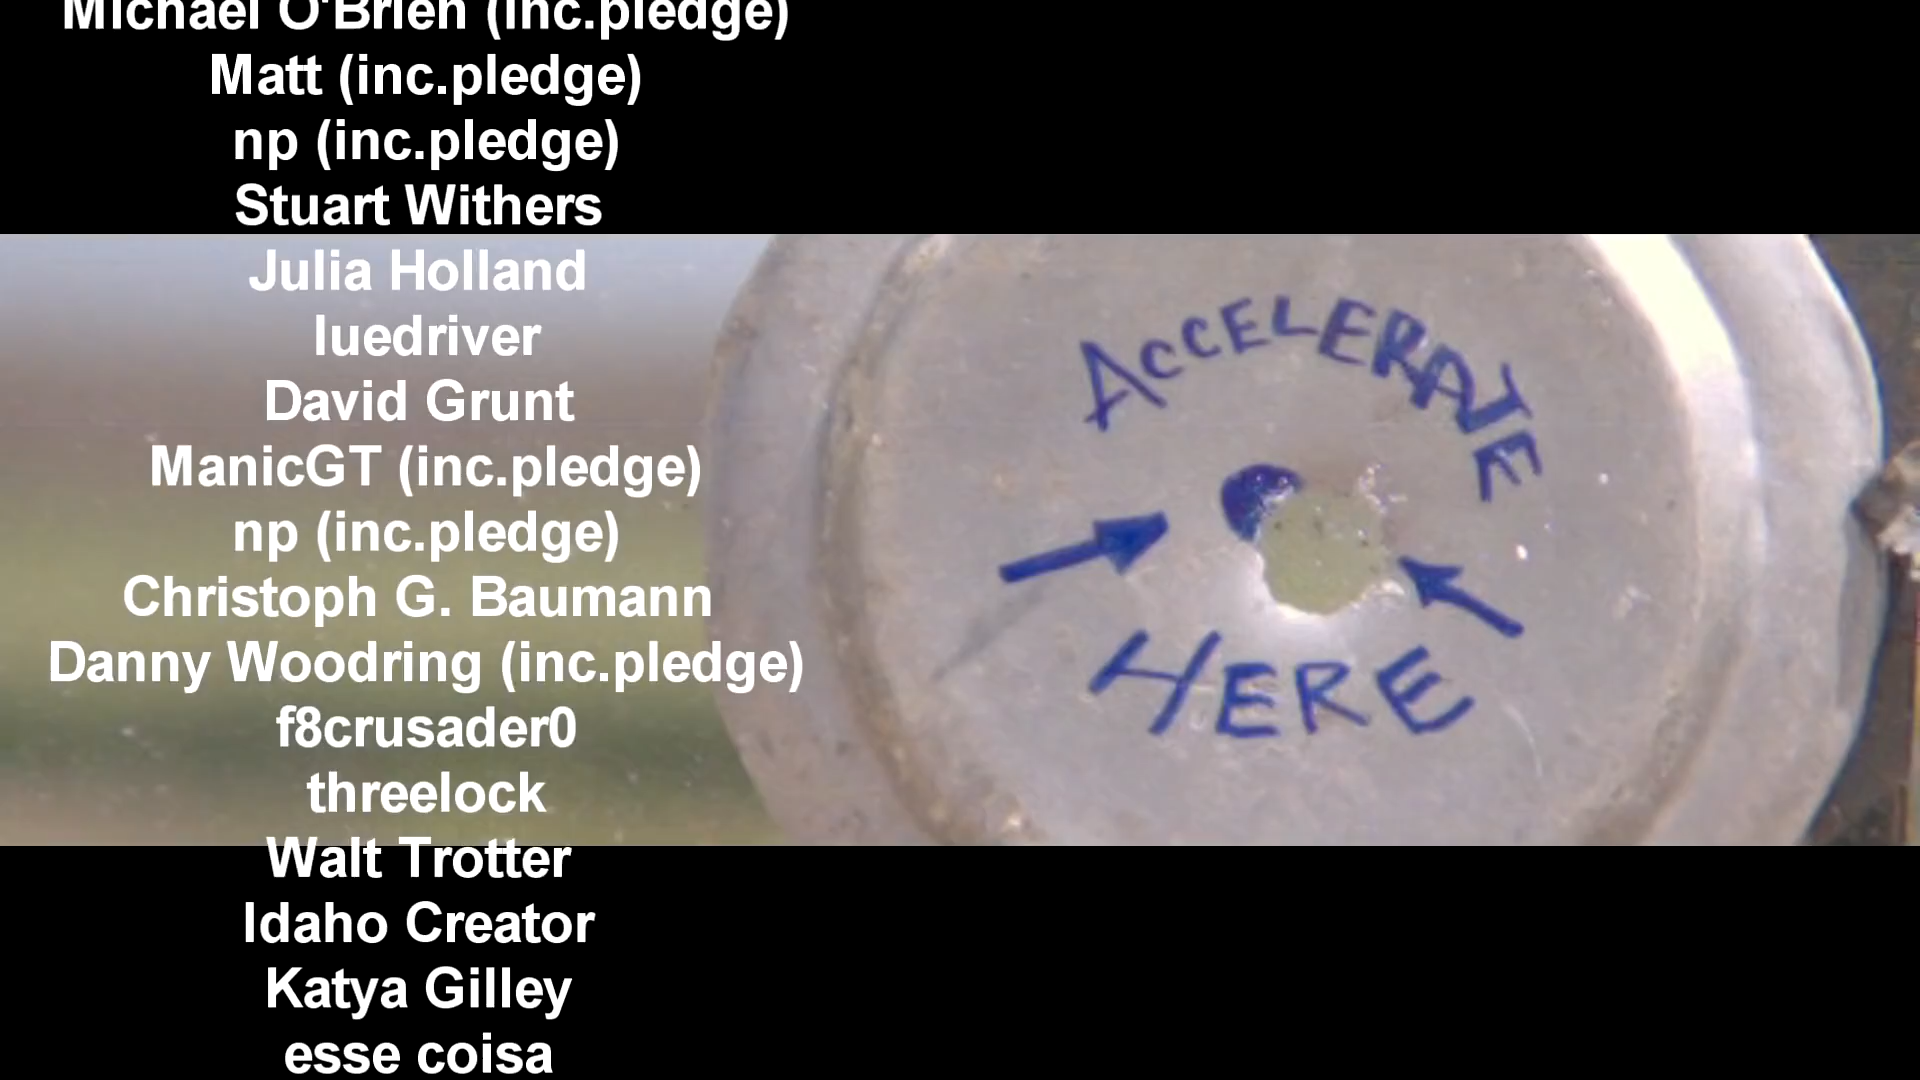 Michael O'Brien (inc.pledge)
Matt (inc.pledge)
np (inc.pledge)
Stuart Withers
Julia Holland
luedriver
David Grunt
ManicGT (inc.pledge)
np (inc.pledge)
Christoph G. Baumann
Danny Woodring (inc.pledge)
f8crusader0
threelock
Walt Trotter
Idaho Creator
Katya Gilley
esse coisa
ACCELERATE
HERE